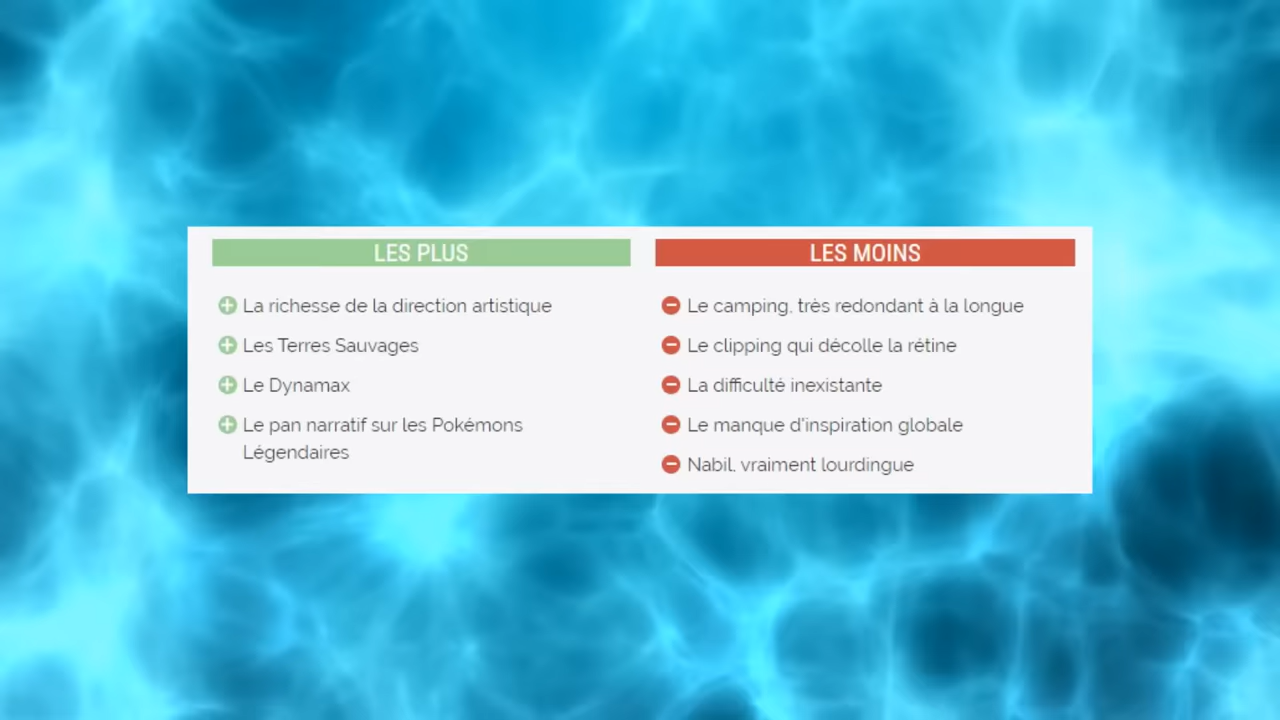 LES PLUS
La richesse de la direction artistique
Les Terres Sauvages
Le Dynamax
Le pan narratif sur les Pokémons
Légendaires
LES MOINS
Le camping, très redondant à la longue
Le clipping qui décolle la rétine
La difficulté inexistante
Le manque d'inspiration globale
Nabil, vraiment lourdingue